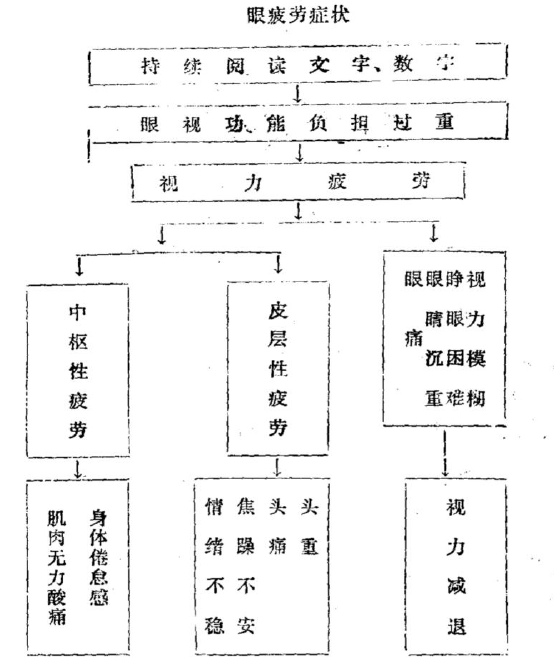 眼疲劳症状
持续阅读文字、数字
眼视功能负担过重
视力疲劳
中枢性疲劳
皮层性疲劳
视力模糊
睁眼困难
眼睛沉重
眼痛
身体倦怠感
肌肉无力酸痛
头重
头痛
焦躁不安
情绪不稳
视力减退